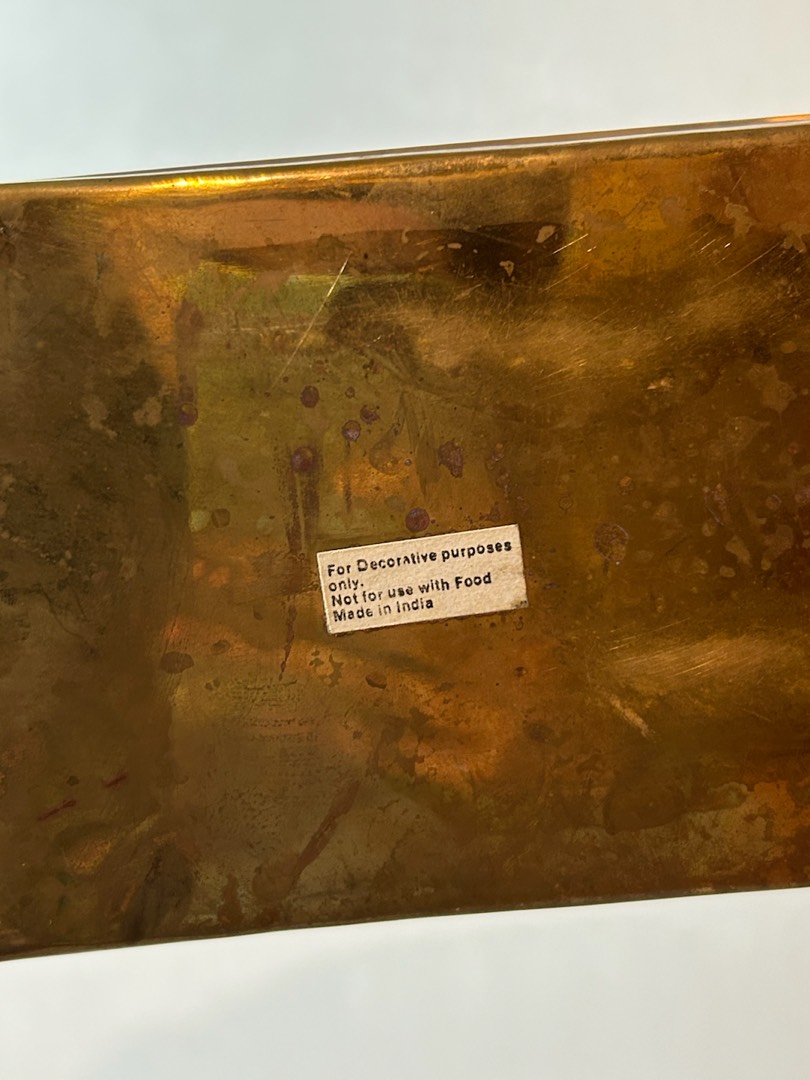 For Decorative purposes
only.
Not for use with Food
Made in India